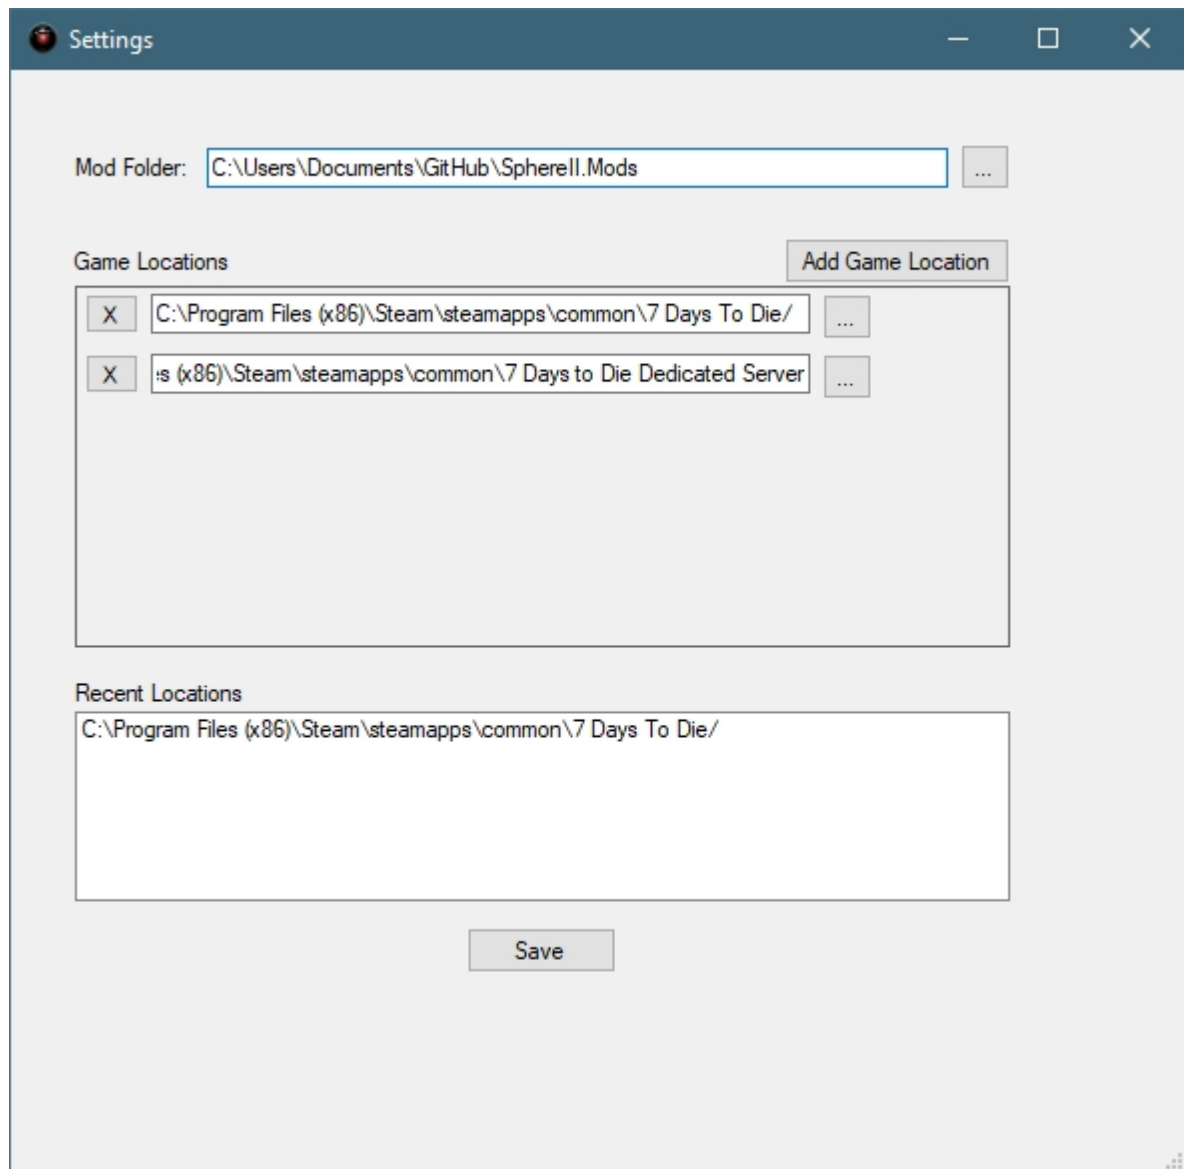 Settings
Mod Folder: C:\Users\Documents\GitHub\SphereII.Mods ...
Game Locations Add Game Location
X C:\Program Files (x86)\Steam\steamapps\common\7 Days To Die/ ...
X s (x86)\Steam\steamapps\common\7 Days to Die Dedicated Server ...
Recent Locations
C:\Program Files (x86)\Steam\steamapps\common\7 Days To Die/
Save